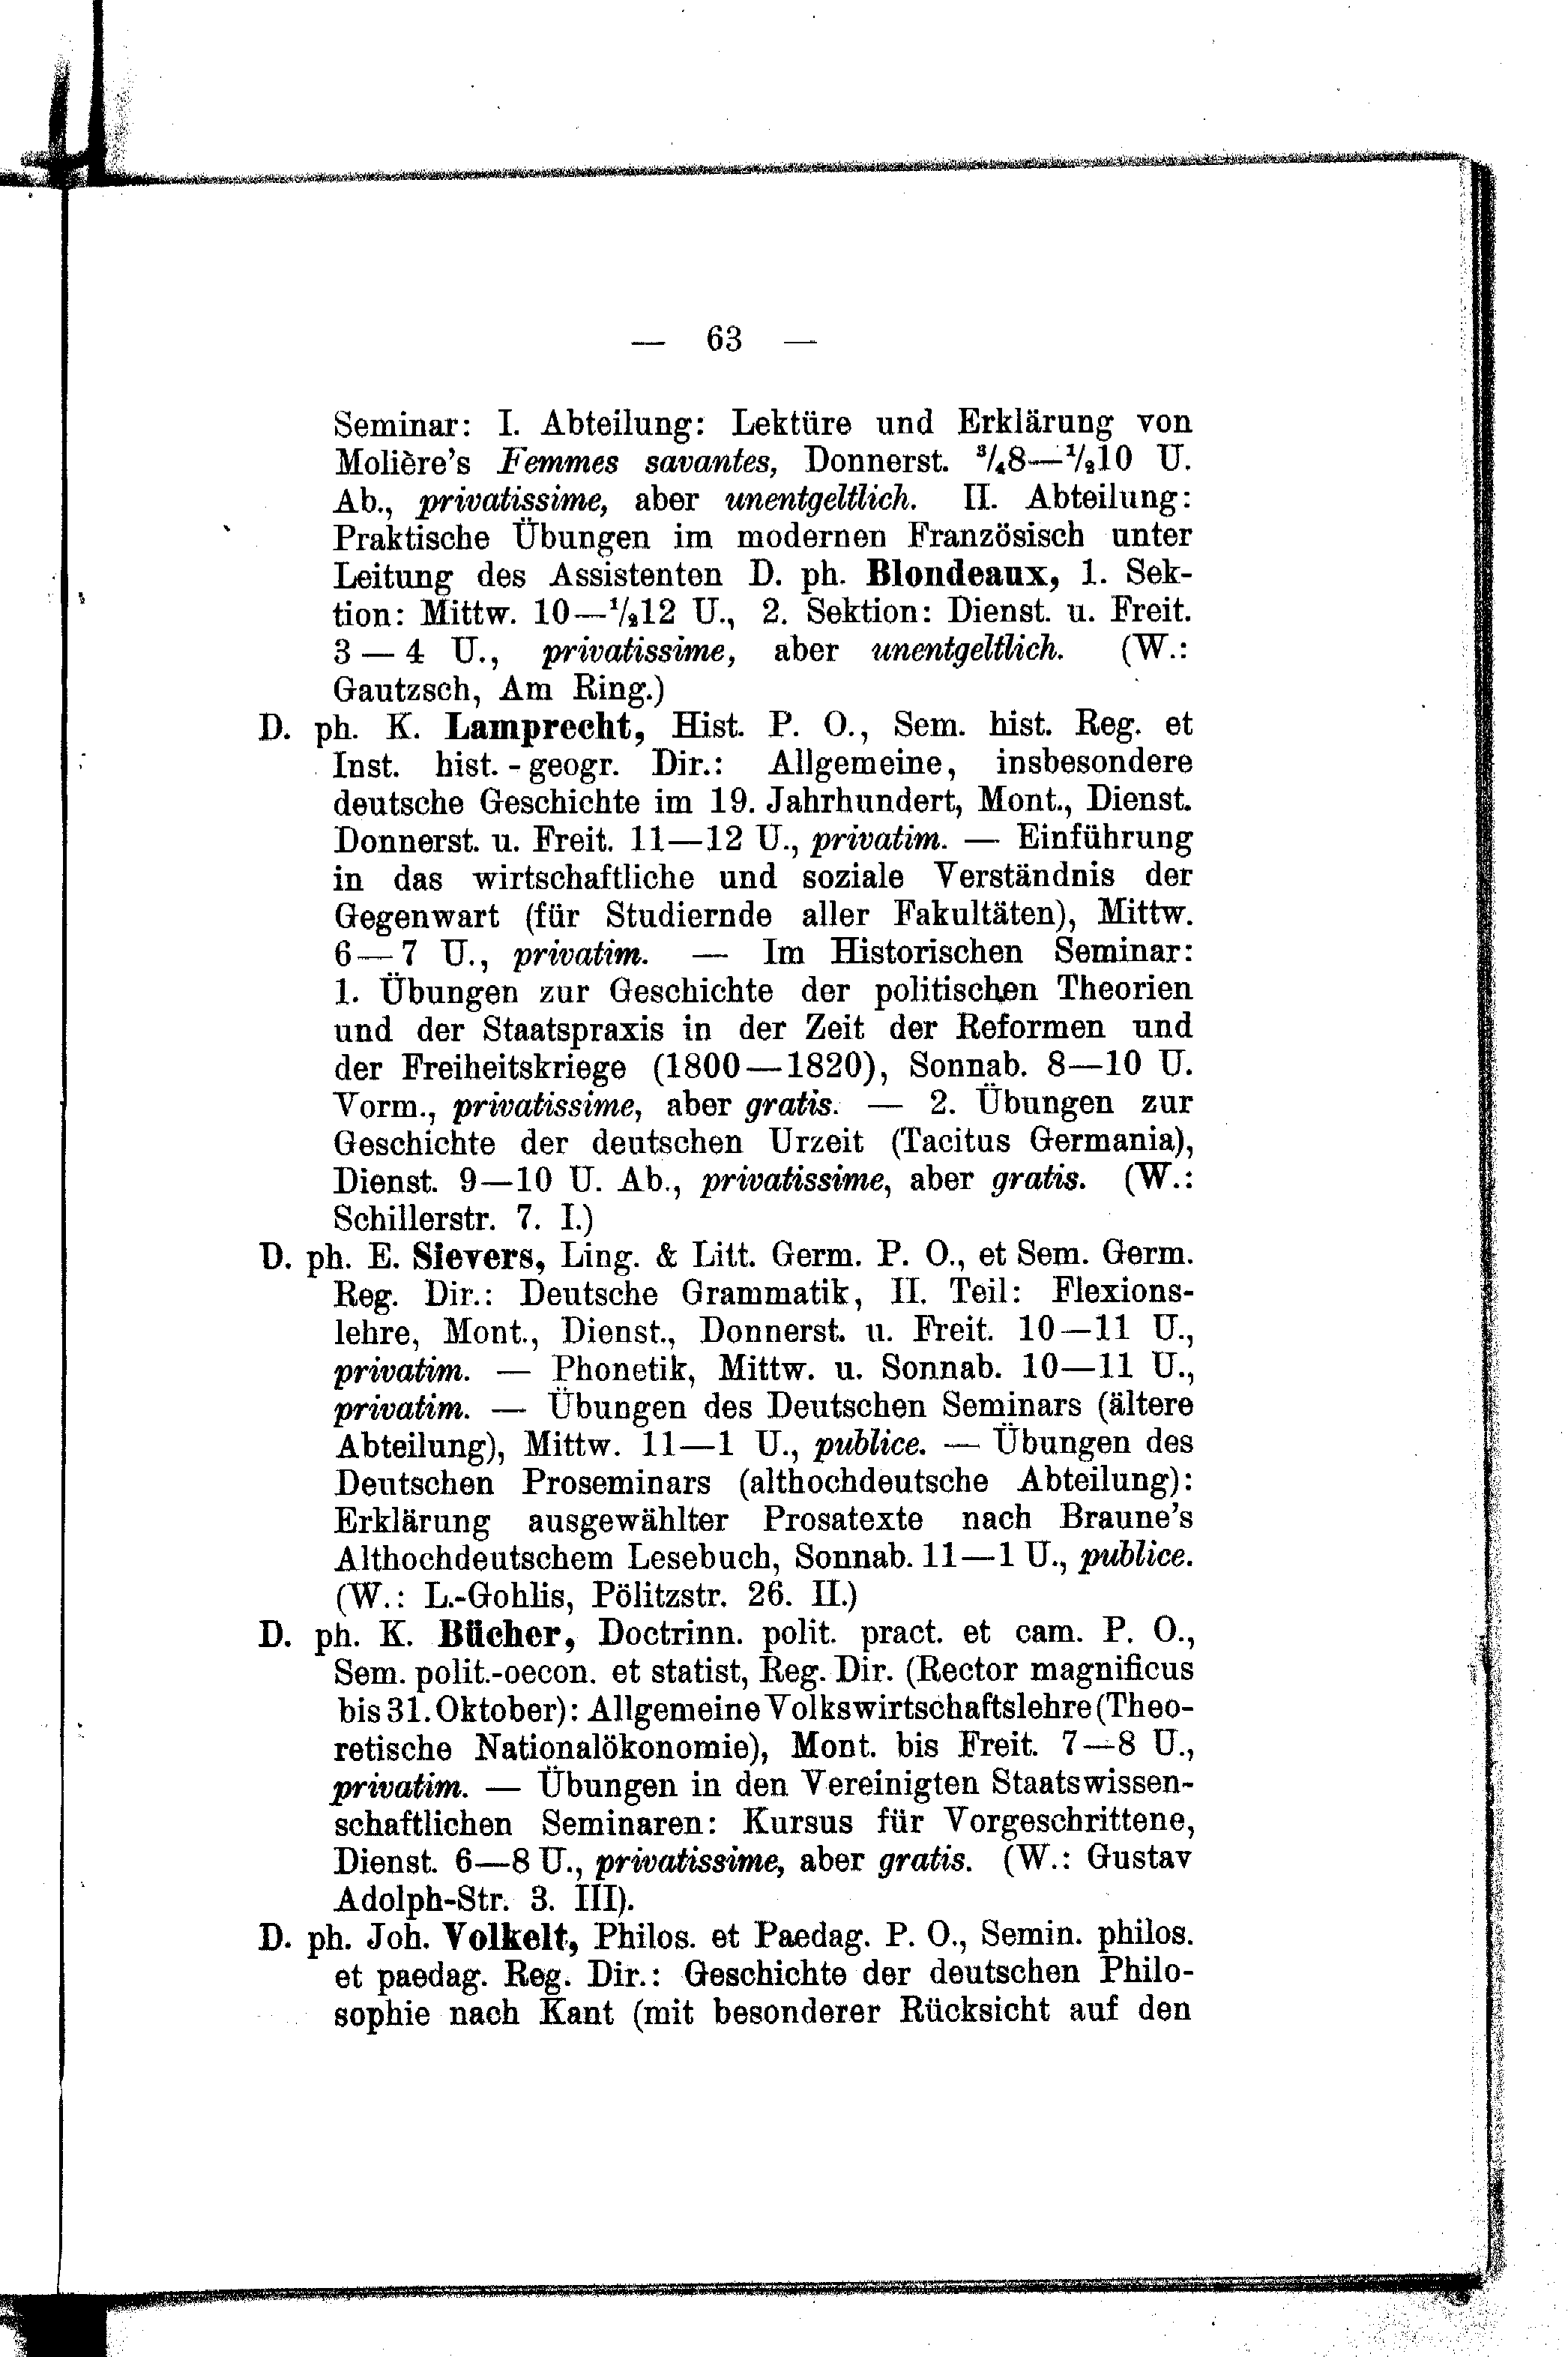 — 63 —
Seminar: I. Abteilung: Lektüre und Erklärung von
Molière's Femmes savantes, Donnerst. ³/₄8—¹/₂10 U.
Ab., privatissime, aber unentgeltlich. II. Abteilung:
Praktische Übungen im modernen Französisch unter
Leitung des Assistenten D. ph. Blondeaux, 1. Sek-
tion: Mittw. 10—¹/₂12 U., 2. Sektion: Dienst. u. Freit.
3 — 4 U., privatissime, aber unentgeltlich. (W.:
Gautzsch, Am Ring.)
D. ph. K. Lamprecht, Hist. P. O., Sem. hist. Reg. et
Inst. hist.-geogr. Dir.: Allgemeine, insbesondere
deutsche Geschichte im 19. Jahrhundert, Mont., Dienst.
Donnerst. u. Freit. 11—12 U., privatim. — Einführung
in das wirtschaftliche und soziale Verständnis der
Gegenwart (für Studiernde aller Fakultäten), Mittw.
6—7 U., privatim. — Im Historischen Seminar:
1. Übungen zur Geschichte der politischen Theorien
und der Staatspraxis in der Zeit der Reformen und
der Freiheitskriege (1800—1820), Sonnab. 8—10 U.
Vorm., privatissime, aber gratis. — 2. Übungen zur
Geschichte der deutschen Urzeit (Tacitus Germania),
Dienst. 9—10 U. Ab., privatissime, aber gratis. (W.:
Schillerstr. 7. I.)
D. ph. E. Sievers, Ling. & Litt. Germ. P. O., et Sem. Germ.
Reg. Dir.: Deutsche Grammatik, II. Teil: Flexions-
lehre, Mont., Dienst., Donnerst. u. Freit. 10—11 U.,
privatim. — Phonetik, Mittw. u. Sonnab. 10—11 U.,
privatim. — Übungen des Deutschen Seminars (ältere
Abteilung), Mittw. 11—1 U., publice. — Übungen des
Deutschen Proseminars (althochdeutsche Abteilung):
Erklärung ausgewählter Prosatexte nach Braune's
Althochdeutschem Lesebuch, Sonnab. 11—1 U., publice.
(W.: L.-Gohlis, Pölitzstr. 26. II.)
D. ph. K. Bücher, Doctrinn. polit. pract. et cam. P. O.,
Sem. polit.-oecon. et statist, Reg. Dir. (Rector magnificus
bis 31. Oktober): Allgemeine Volkswirtschaftslehre (Theo-
retische Nationalökonomie), Mont. bis Freit. 7—8 U.,
privatim. — Übungen in den Vereinigten Staatswissen-
schaftlichen Seminaren: Kursus für Vorgeschrittene,
Dienst. 6—8 U., privatissime, aber gratis. (W.: Gustav
Adolph-Str. 3. III).
D. ph. Joh. Volkelt, Philos. et Paedag. P. O., Semin. philos.
et paedag. Reg. Dir.: Geschichte der deutschen Philo-
sophie nach Kant (mit besonderer Rücksicht auf den